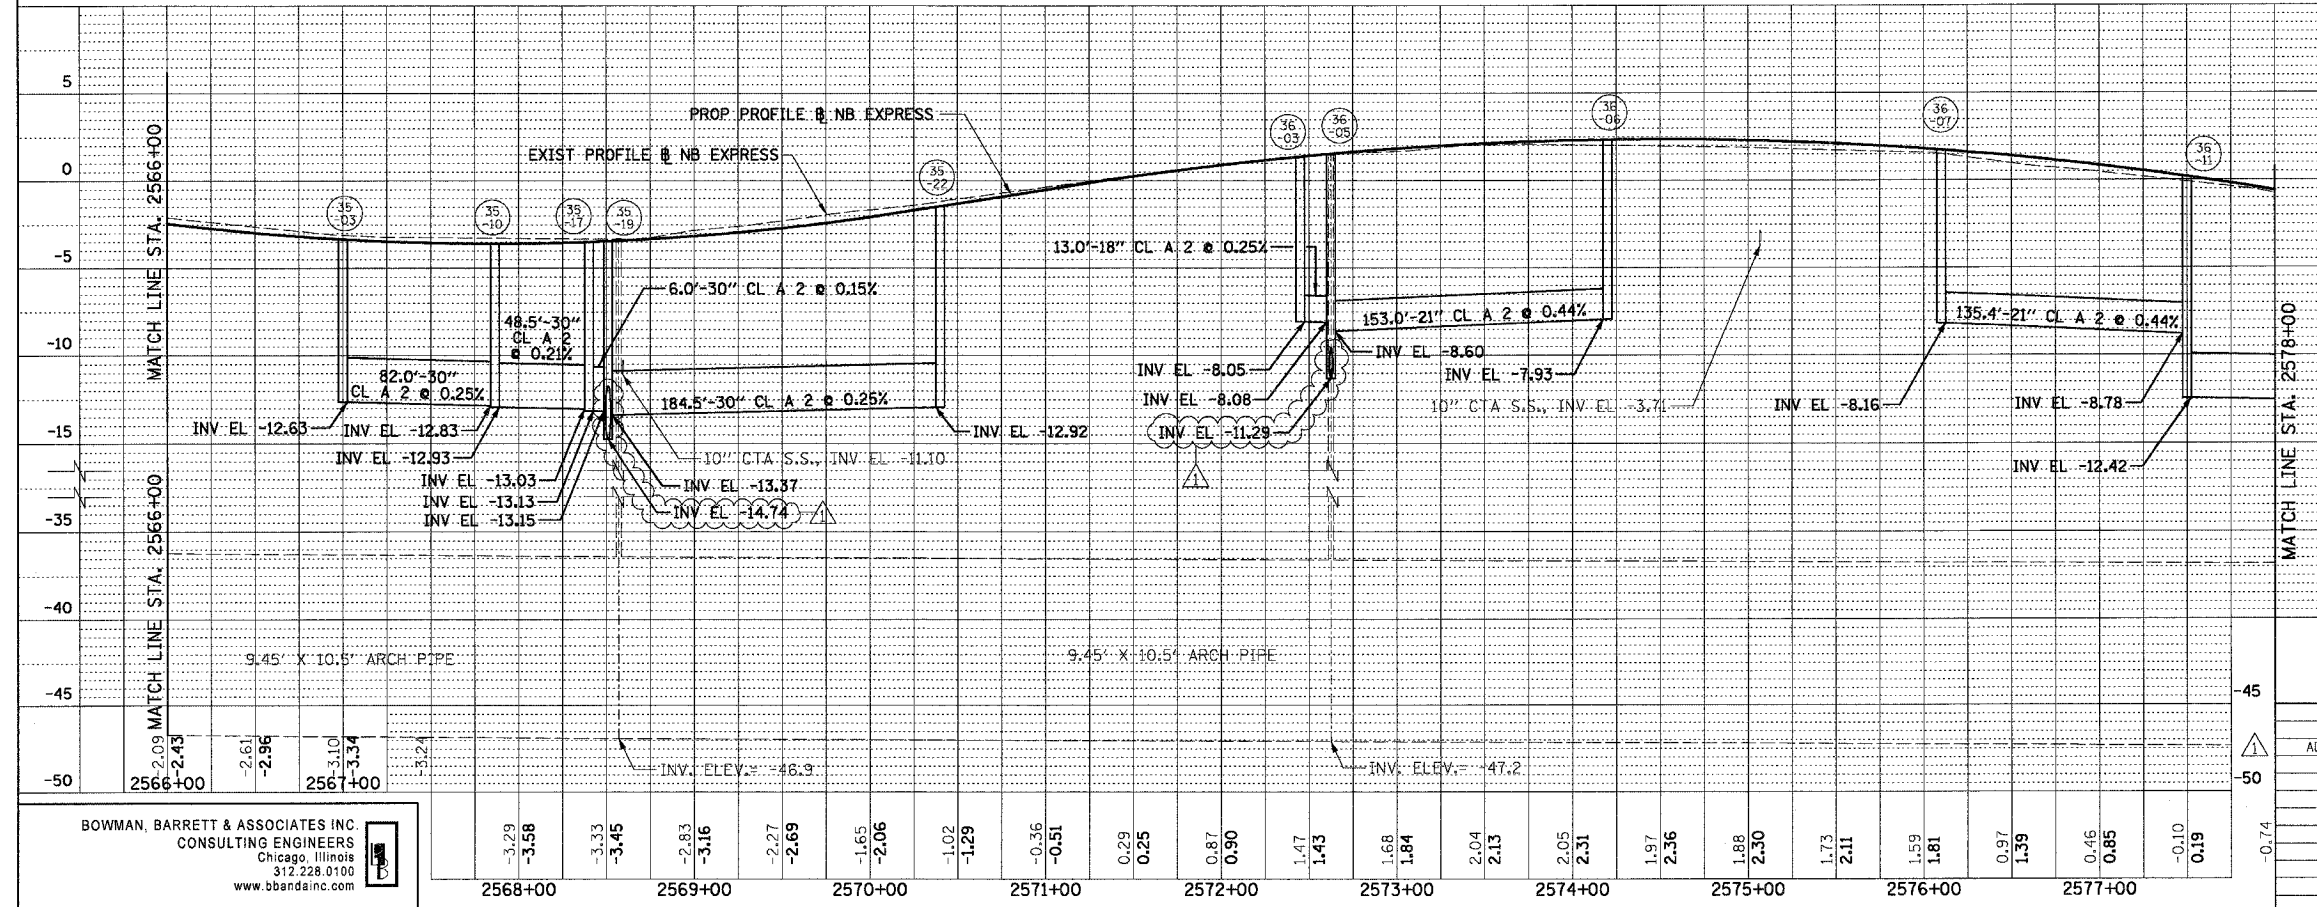 5
0
-5
-10
-15
-35
-40
-45
-50
MATCH LINE STA. 2566+00
MATCH LINE STA. 2566+00
PROP PROFILE ℄ NB EXPRESS
EXIST PROFILE ℄ NB EXPRESS
35
-03
35
-10
35
-17
35
-19
35
-22
36
-03
36
-05
36
-06
36
-07
36
-11
82.0'-30"
CL A 2 @ 0.25%
48.5'-30"
CL A 2
@ 0.21%
6.0'-30" CL A 2 @ 0.15%
184.5'-30" CL A 2 @ 0.25%
13.0'-18" CL A 2 @ 0.25%
153.0'-21" CL A 2 @ 0.44%
135.4'-21" CL A 2 @ 0.44%
INV EL -12.63
INV EL -12.83
INV EL -12.93
INV EL -13.03
INV EL -13.13
INV EL -13.15
10" CTA S.S., INV EL -11.10
INV EL -13.37
INV EL -14.74
1
INV EL -12.92
INV EL -8.05
INV EL -8.08
INV EL -11.29
1
INV EL -8.60
INV EL -7.93
10" CTA S.S., INV EL -3.71
INV EL -8.16
INV EL -8.78
INV EL -12.42
MATCH LINE STA. 2578+00
9.45' X 10.5' ARCH PIPE
9.45' X 10.5' ARCH PIPE
INV. ELEV.= -46.9
INV. ELEV.= -47.2
-45
-50
1
-2.09
-2.43
-2.61
-2.96
-3.10
-3.34
-3.24
2566+00
2567+00
-3.29
-3.58
-3.33
-3.45
-2.83
-3.16
-2.27
-2.69
-1.65
-2.06
-1.02
-1.29
-0.36
-0.51
0.29
0.25
0.87
0.90
1.47
1.43
1.68
1.84
2.04
2.13
2.05
2.31
1.97
2.36
1.88
2.30
1.73
2.11
1.59
1.81
0.97
1.39
0.46
0.85
-0.10
0.19
-0.74
2568+00
2569+00
2570+00
2571+00
2572+00
2573+00
2574+00
2575+00
2576+00
2577+00
BOWMAN, BARRETT & ASSOCIATES INC.
CONSULTING ENGINEERS
Chicago, Illinois
312.228.0100
www.bbandainc.com